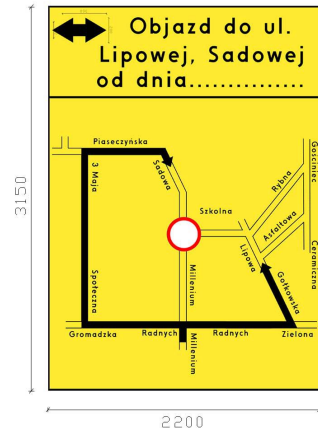 Objazd do ul.
Lipowej, Sadowej
od dnia..............
Piaseczyńska
Sadowa
3 Maja
Szkolna
Rybna
Gościniec
Asfaltowa
Lipowa
Ceramiczna
Społeczna
Millenium
Gołkowska
Gromadzka
Radnych
Radnych
Zielona
Millenium
3150
2200